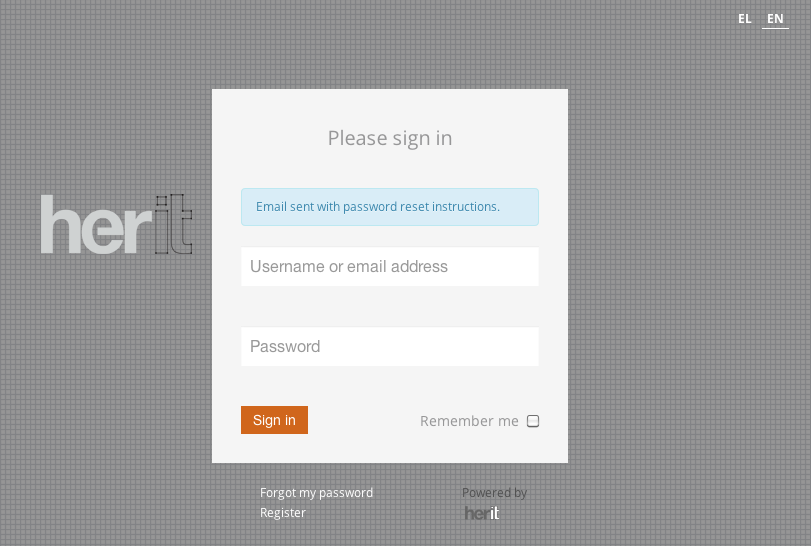 EL EN
Please sign in
Email sent with password reset instructions.
herit
Username or email address
Password
Sign in
Remember me
Forgot my password
Powered by
Register
herit